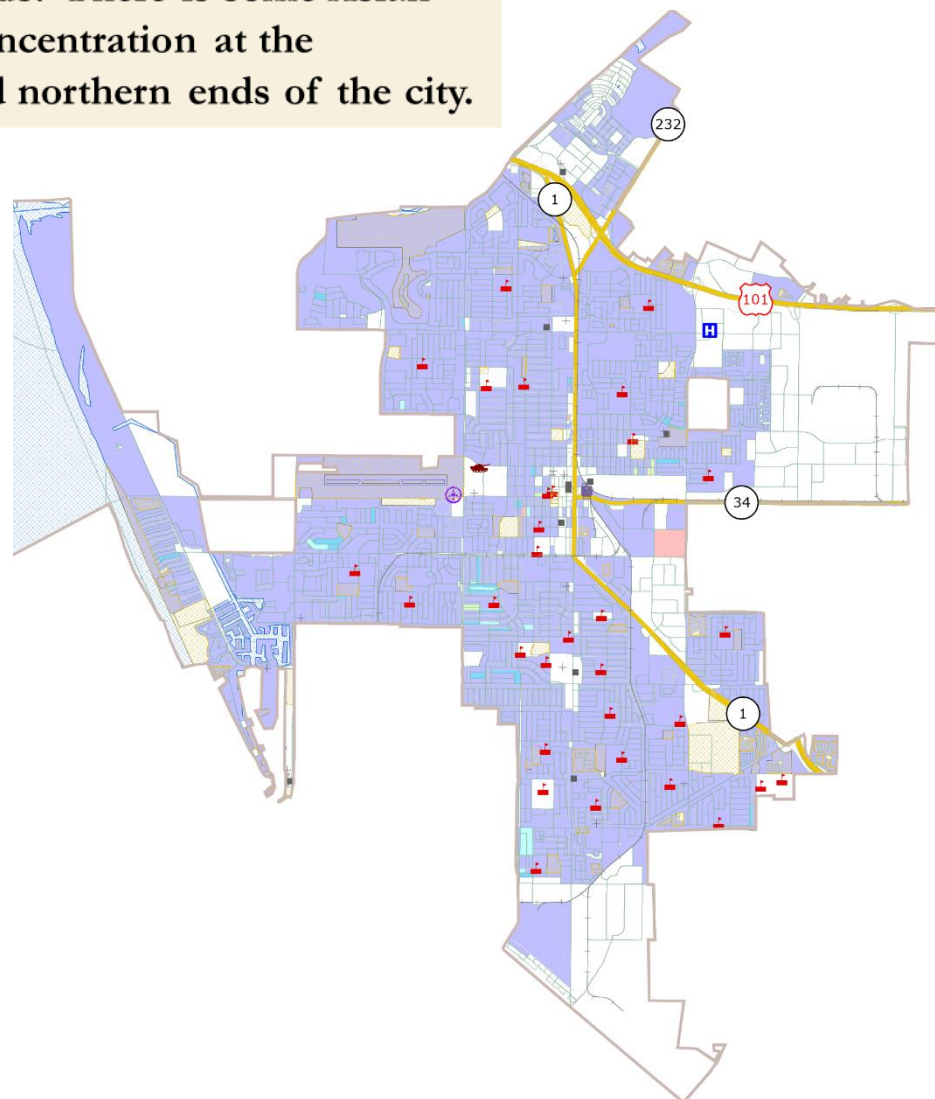 ncentration at the
northern ends of the city.
232
1
101
H
34
1